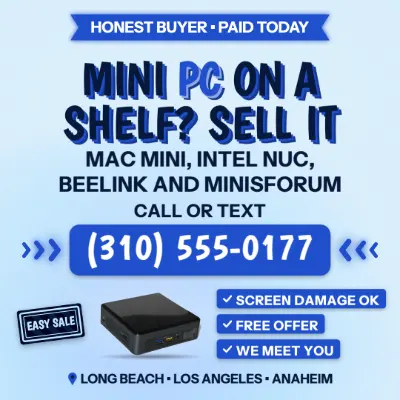 HONEST BUYER • PAID TODAY
MINI PC ON A
SHELF? SELL IT
MAC MINI, INTEL NUC,
BEELINK AND MINISFORUM
CALL OR TEXT
(310) 555-0177
EASY SALE
SCREEN DAMAGE OK
FREE OFFER
WE MEET YOU
LONG BEACH • LOS ANGELES • ANAHEIM